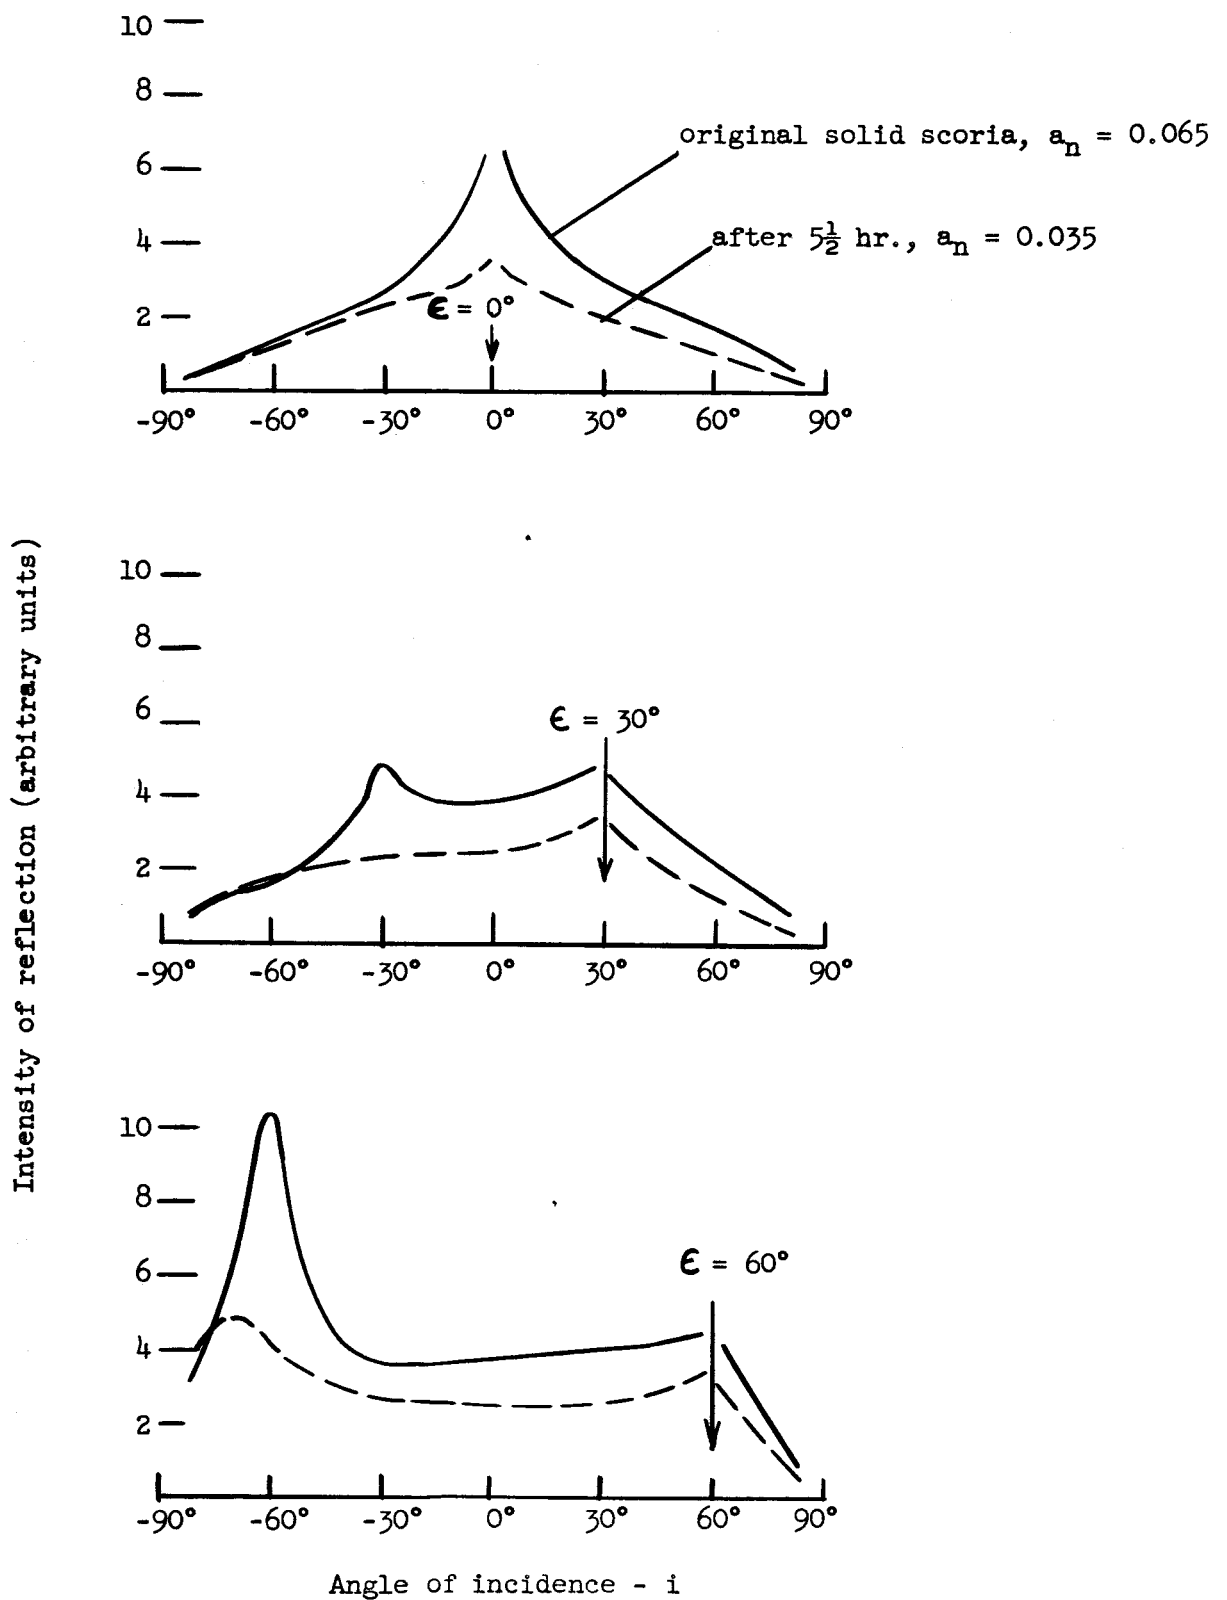 10
8
original solid scoria, aₙ = 0.065
6
4
after 5½ hr., aₙ = 0.035
2
ϵ = 0°
-90° -60° -30° 0° 30° 60° 90°
10
8
6
ϵ = 30°
4
2
-90° -60° -30° 0° 30° 60° 90°
Intensity of reflection (arbitrary units)
10
8
6
ϵ = 60°
4
2
-90° -60° -30° 0° 30° 60° 90°
Angle of incidence - i